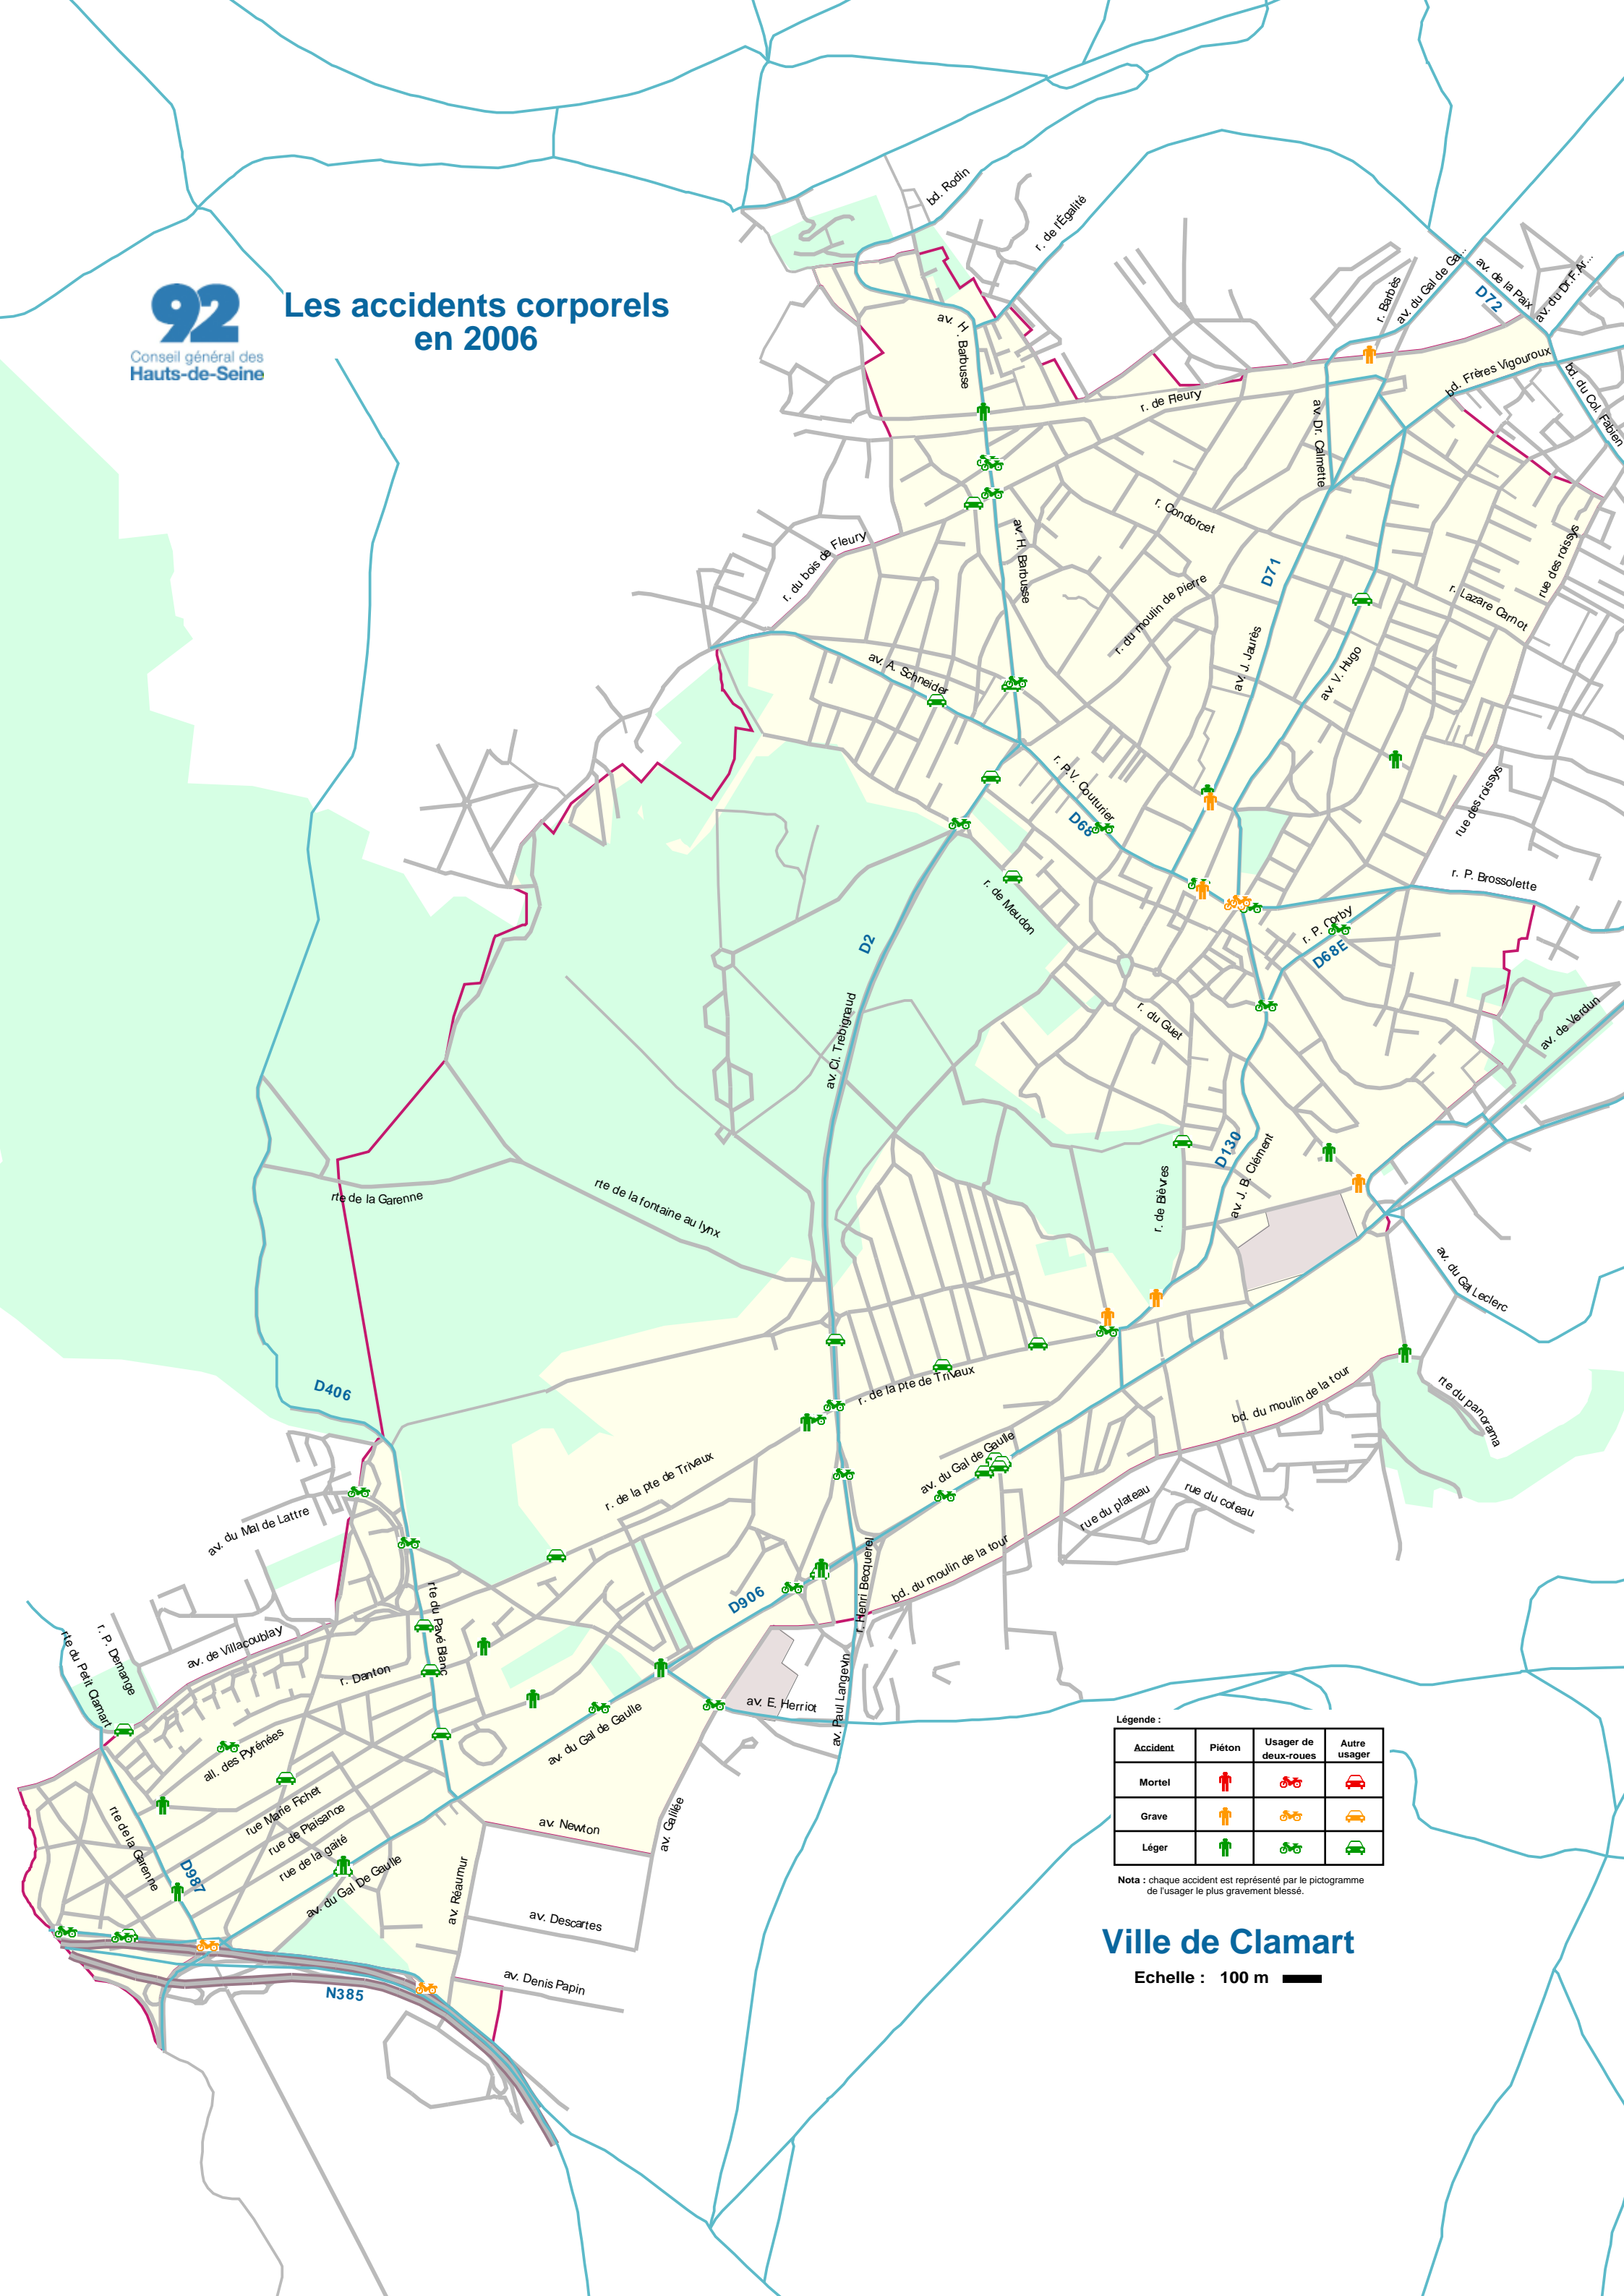 92
Conseil général des
Hauts-de-Seine
Les accidents corporels
en 2006
bd. Rodin
r. de l'Égalité
av. H. Barbusse
r. Barbès
av. du Gal de Ga...
av. de la Paix
D72
av. du Dr.F.Ar...
bd. Frères Vigouroux
bd. du Col. Fabien
r. de Fleury
av. Dr. Calmette
r. Condorcet
r. du bois de Fleury
av. H. Barbusse
D71
rue des roissys
r. Lazare Carnot
r. du moulin de pierre
av. J. Jaurès
av. V. Hugo
av. A. Schneider
r. P.V. Couturier
D68
rue des roissys
r. P. Brossolette
r. de Meudon
r. P. Corby
D68E
D2
av. Cl. Trebignaud
r. du Guet
av. de Verdun
D130
av. J. B. Clément
r. de Bièvres
rte de la Garenne
rte de la fontaine au lynx
av. du Gal Leclerc
D406
r. de la pte de Trivaux
bd. du moulin de la tour
rte du panorama
r. de la pte de Trivaux
av. du Gal de Gaulle
rue du plateau
rue du coteau
av. du Mal de Lattre
bd. du moulin de la tour
r. Henri Becquerel
D906
rte du Pavé Blanc
r. P. Demange
rte du Petit Clamart
av. de Villacoublay
r. Danton
av. E. Herriot
av. Paul Langevin
av. du Gal de Gaulle
all. des Pyrénées
rue Marie Fichet
rue de Plaisance
rue de la gaité
rte de la Garenne
D987
av. du Gal De Gaulle
av. Newton
av. Galilée
av. Réaumur
av. Descartes
av. Denis Papin
N385
Légende :
Accident Piéton Usager de deux-roues Autre usager
Mortel
Grave
Léger
Nota : chaque accident est représenté par le pictogramme
de l'usager le plus gravement blessé.
Ville de Clamart
Echelle : 100 m